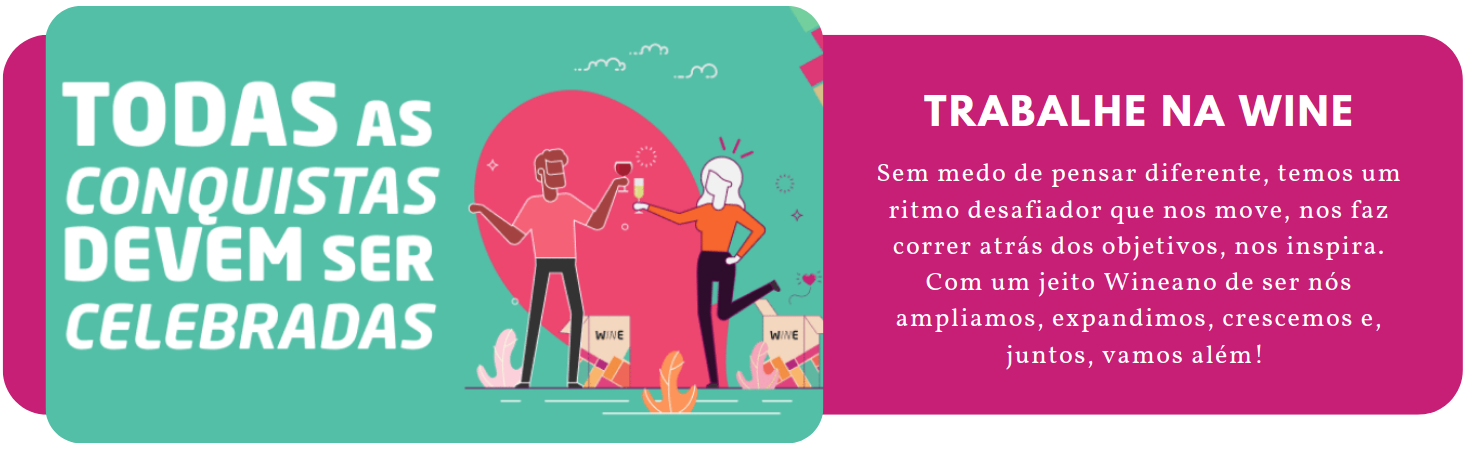 TODAS AS
CONQUISTAS
DEVEM SER
CELEBRADAS
WINE
WINE
TRABALHE NA WINE
Sem medo de pensar diferente, temos um
ritmo desafiador que nos move, nos faz
correr atrás dos objetivos, nos inspira.
Com um jeito Wineano de ser nós
ampliamos, expandimos, crescemos e,
juntos, vamos além!